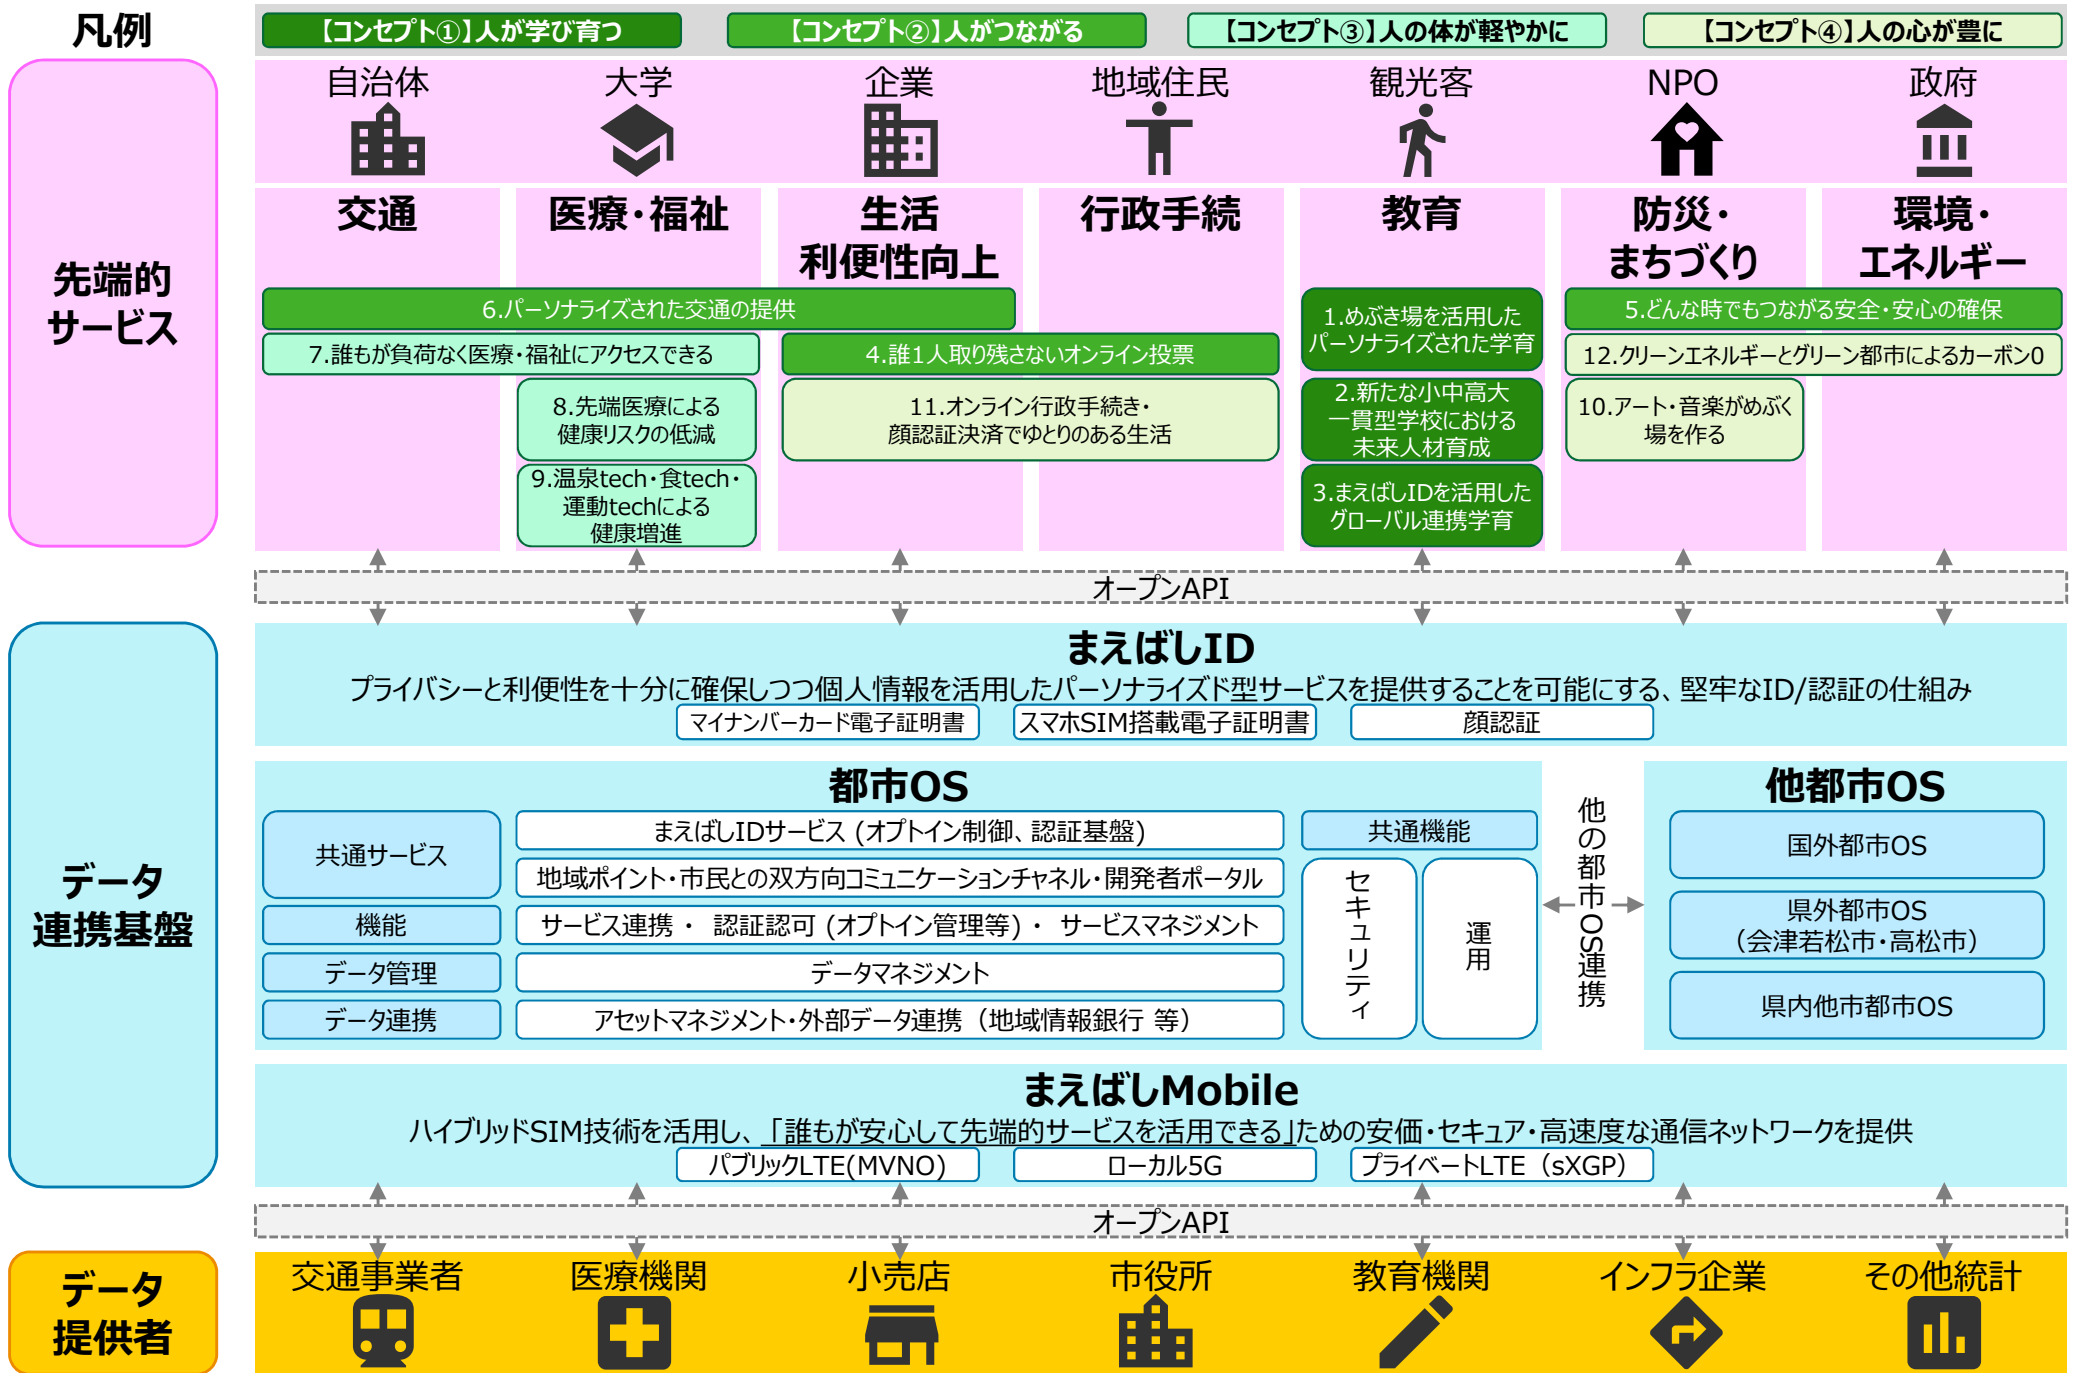 凡例
【コンセプト①】人が学び育つ
【コンセプト②】人がつながる
【コンセプト③】人の体が軽やかに
【コンセプト④】人の心が豊に
先端的
サービス
自治体
大学
企業
地域住民
観光客
NPO
政府
交通
医療・福祉
生活
利便性向上
行政手続
教育
防災・
まちづくり
環境・
エネルギー
6.パーソナライズされた交通の提供
7.誰もが負荷なく医療・福祉にアクセスできる
8.先端医療による
健康リスクの低減
9.温泉tech・食tech・
運動techによる
健康増進
4.誰1人取り残さないオンライン投票
11.オンライン行政手続き・
顔認証決済でゆとりのある生活
1.めぶき場を活用した
パーソナライズされた学育
2.新たな小中高大
一貫型学校における
未来人材育成
3.まえばしIDを活用した
グローバル連携学育
5.どんな時でもつながる安全・安心の確保
12.クリーンエネルギーとグリーン都市によるカーボン0
10.アート・音楽がめぶく
場を作る
オープンAPI
データ
連携基盤
まえばしID
プライバシーと利便性を十分に確保しつつ個人情報を活用したパーソナライズド型サービスを提供することを可能にする、堅牢なID/認証の仕組み
マイナンバーカード電子証明書
スマホSIM搭載電子証明書
顔認証
都市OS
共通サービス
まえばしIDサービス (オプトイン制御、認証基盤)
地域ポイント・市民との双方向コミュニケーションチャネル・開発者ポータル
機能
サービス連携 ・ 認証認可 (オプトイン管理等) ・ サービスマネジメント
データ管理
データマネジメント
データ連携
アセットマネジメント・外部データ連携（地域情報銀行 等）
共通機能
セキュリティ
運用
他の都市OS連携
他都市OS
国外都市OS
県外都市OS
（会津若松市・高松市）
県内他市都市OS
まえばしMobile
ハイブリッドSIM技術を活用し、「誰もが安心して先端的サービスを活用できる」ための安価・セキュア・高速度な通信ネットワークを提供
パブリックLTE(MVNO)
ローカル5G
プライベートLTE（sXGP）
オープンAPI
データ
提供者
交通事業者
医療機関
小売店
市役所
教育機関
インフラ企業
その他統計